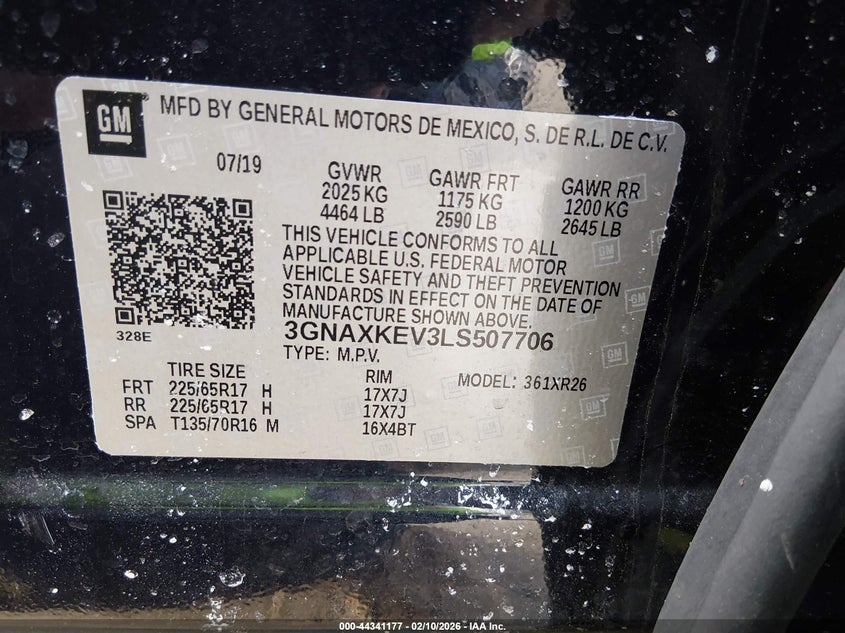 GM
MFD BY GENERAL MOTORS DE MEXICO, S. DE R.L. DE C.V.
07/19 GVWR GAWR FRT GAWR RR
2025 KG 1175 KG 1200 KG
4464 LB 2590 LB 2645 LB
THIS VEHICLE CONFORMS TO ALL
APPLICABLE U.S. FEDERAL MOTOR
VEHICLE SAFETY AND THEFT PREVENTION
STANDARDS IN EFFECT ON THE DATE OF
MANUFACTURE SHOWN ABOVE.
328E
3GNAXKEV3LS507706
TYPE: M.P.V.
TIRE SIZE RIM MODEL: 361XR26
FRT 225/65R17 H 17X7J
RR 225/65R17 H 17X7J
SPA T135/70R16 M 16X4BT
000-44341177 - 02/10/2026 - IAA Inc.